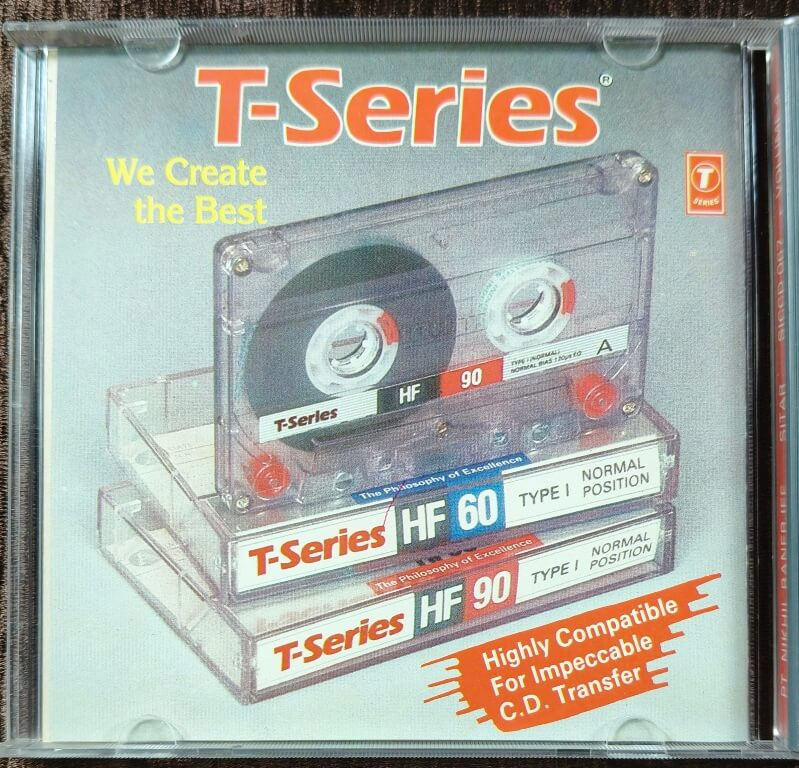 T-Series®
We Create
the Best
T
SERIES
TYPE I (NORMAL)
NORMAL BIAS 120μs EQ
A
T-Series HF 90
The Philosophy of Excellence
T-Series HF 60 TYPE I NORMAL POSITION
The Philosophy of Excellence
T-Series HF 90 TYPE I NORMAL POSITION
Highly Compatible
For Impeccable
C.D. Transfer
PT. NIKHIL BANERJEE SITAR SICCD 067 VOLUME